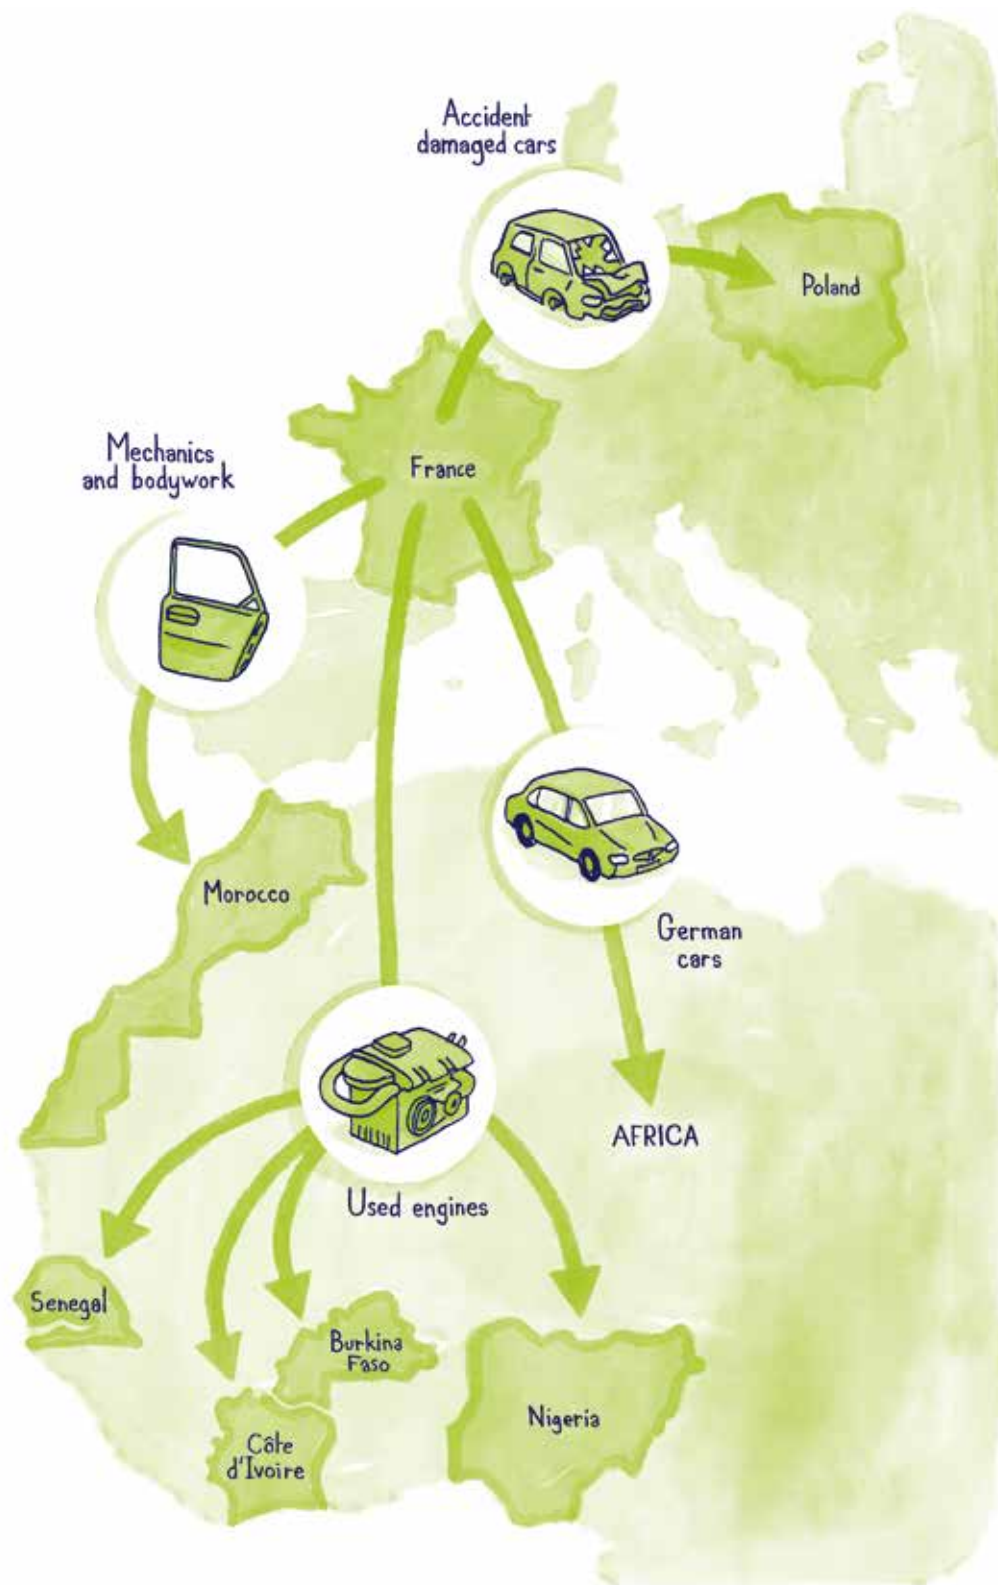 Accident
damaged cars
Poland
France
Mechanics
and bodywork
Morocco
German
cars
AFRICA
Used engines
Senegal
Burkina
Faso
Nigeria
Côte
d'Ivoire